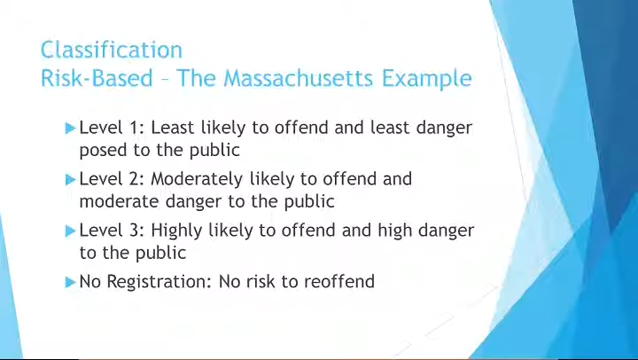 Classification
Risk-Based – The Massachusetts Example
Level 1: Least likely to offend and least danger
posed to the public
Level 2: Moderately likely to offend and
moderate danger to the public
Level 3: Highly likely to offend and high danger
to the public
No Registration: No risk to reoffend